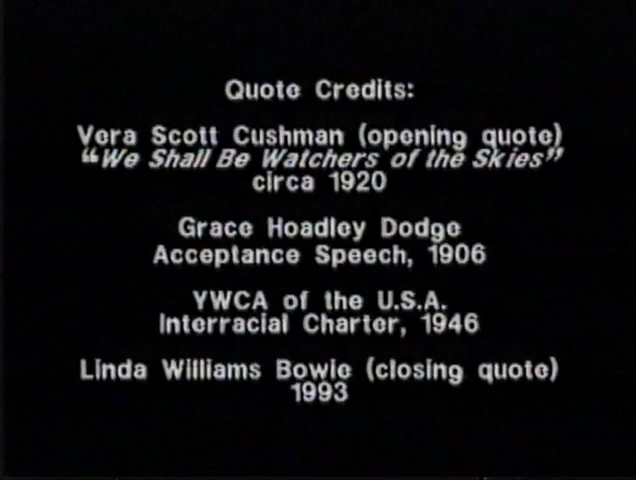 Quote Credits:
Vera Scott Cushman (opening quote)
"We Shall Be Watchers of the Skies"
circa 1920
Grace Hoadley Dodge
Acceptance Speech, 1906
YWCA of the U.S.A.
Interracial Charter, 1946
Linda Williams Bowie (closing quote)
1993